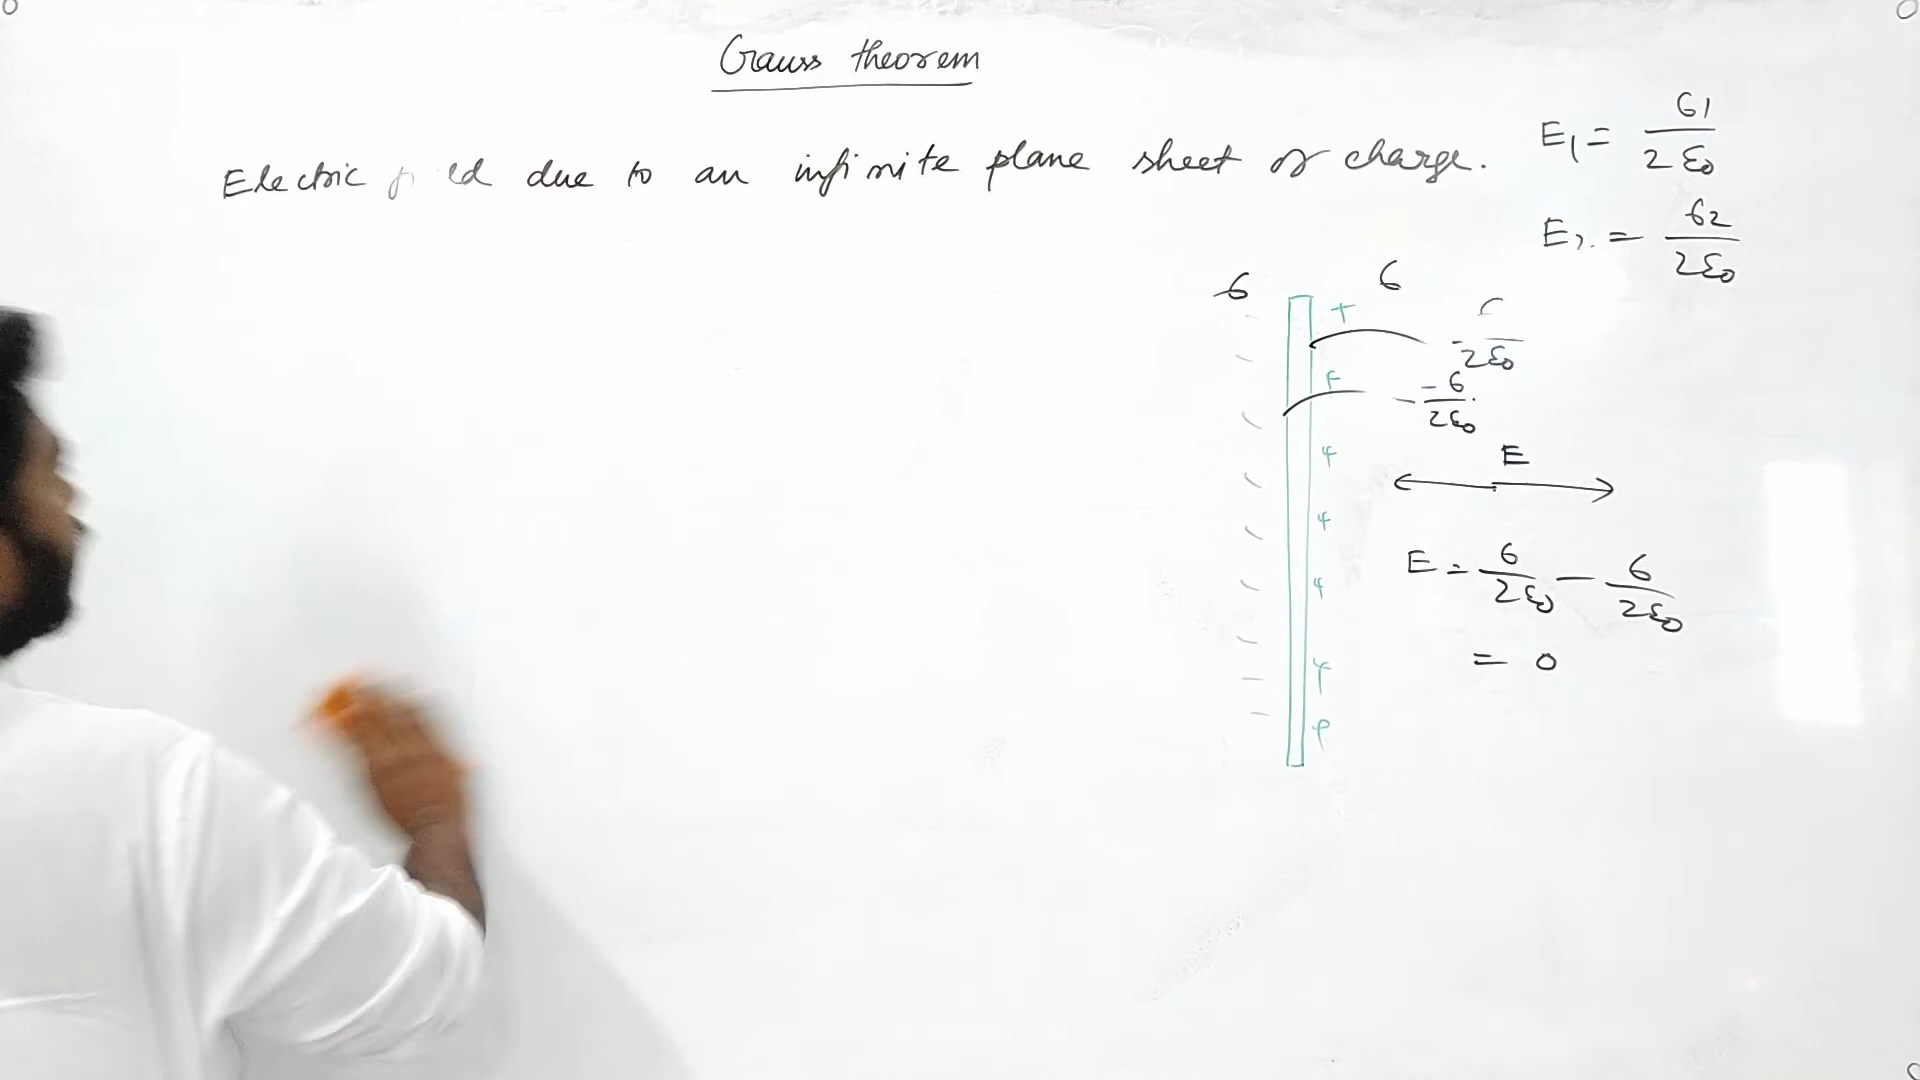 Gauss theorem
Electric due to an infinite plane sheet of charge.
E1 = σ1 / 2ε0
E2 = σ2 / 2ε0
-σ σ
+ 2ε0
+ -σ / 2ε0
+ E
+
+ E = σ / 2ε0 - σ / 2ε0
+ = 0
+